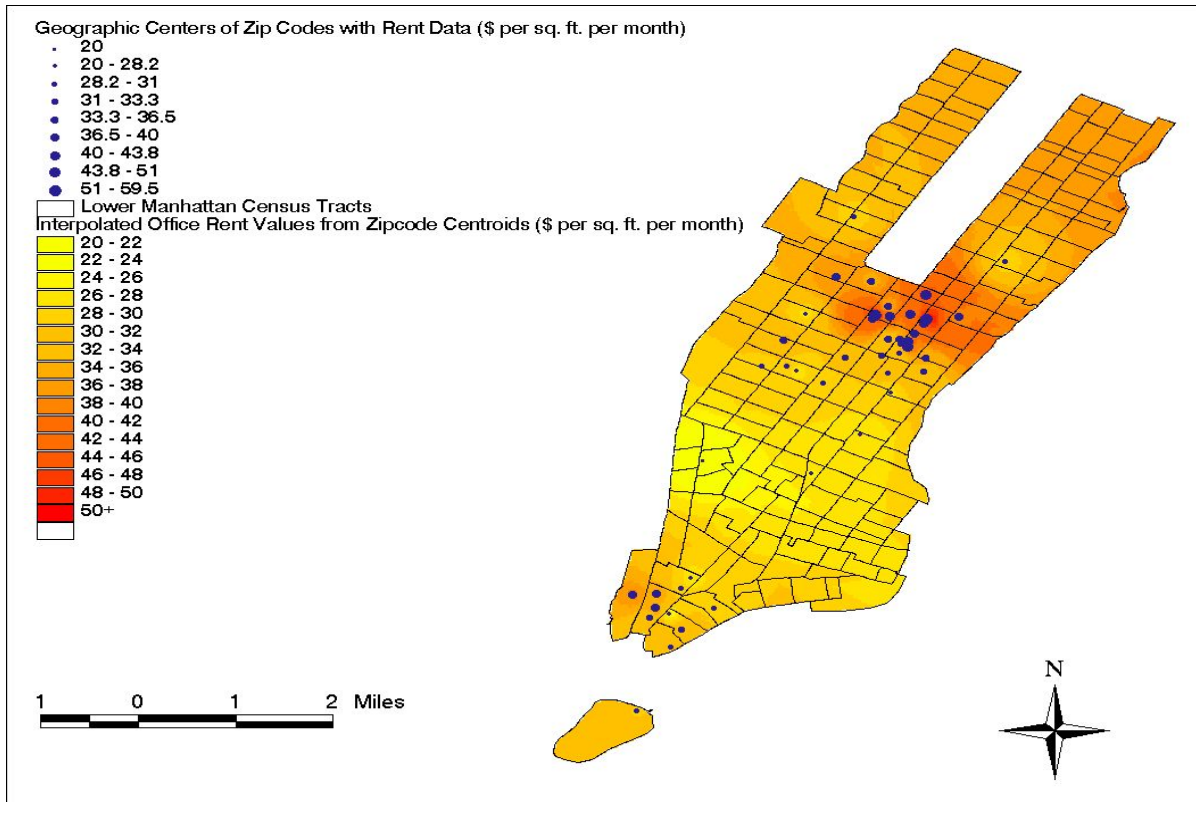 Geographic Centers of Zip Codes with Rent Data ($ per sq. ft. per month)
20
20 - 28.2
28.2 - 31
31 - 33.3
33.3 - 36.5
36.5 - 40
40 - 43.8
43.8 - 51
51 - 59.5
Lower Manhattan Census Tracts
Interpolated Office Rent Values from Zipcode Centroids ($ per sq. ft. per month)
20 - 22
22 - 24
24 - 26
26 - 28
28 - 30
30 - 32
32 - 34
34 - 36
36 - 38
38 - 40
40 - 42
42 - 44
44 - 46
46 - 48
48 - 50
50+
N
1 0 1 2 Miles